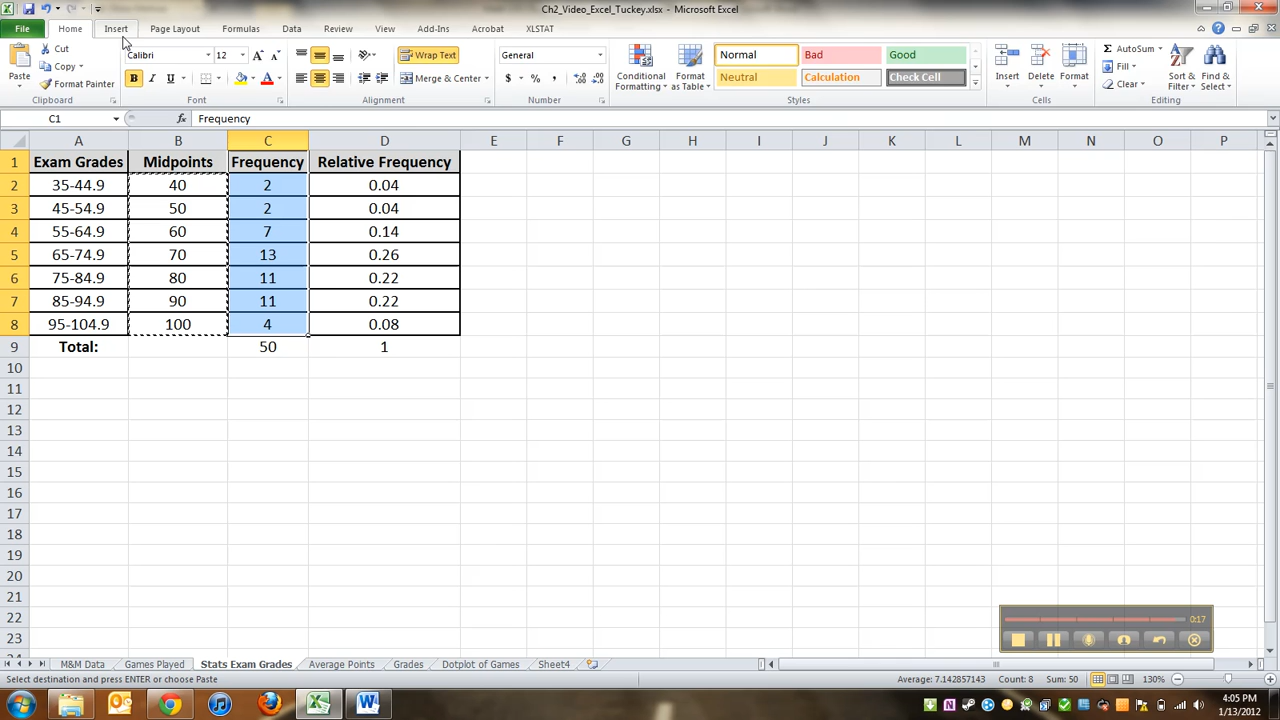 Ch2_Video_Excel_Tuckey.xlsx - Microsoft Excel
File Home Insert Page Layout Formulas Data Review View Add-Ins Acrobat XLSTAT
Paste Cut Copy Format Painter Clipboard
Calibri 12 B I U A A A Font
Wrap Text Merge & Center Alignment
General $ % , .0 .00 Number
Conditional Formatting Format as Table Normal Bad Good Neutral Calculation Check Cell Styles
Insert Delete Format Cells
Σ AutoSum Fill Clear Sort & Filter Find & Select Editing
C1 fx Frequency
A B C D E F G H I J K L M N O P
1 Exam Grades Midpoints Frequency Relative Frequency
2 35-44.9 40 2 0.04
3 45-54.9 50 2 0.04
4 55-64.9 60 7 0.14
5 65-74.9 70 13 0.26
6 75-84.9 80 11 0.22
7 85-94.9 90 11 0.22
8 95-104.9 100 4 0.08
9 Total: 50 1
10
11
12
13
14
15
16
17
18
19
20
21
22
23
0:17
M&M Data Games Played Stats Exam Grades Average Points Grades Dotplot of Games Sheet4
Select destination and press ENTER or choose Paste Average: 7.142857143 Count: 8 Sum: 50 130%
4:05 PM
1/13/2012